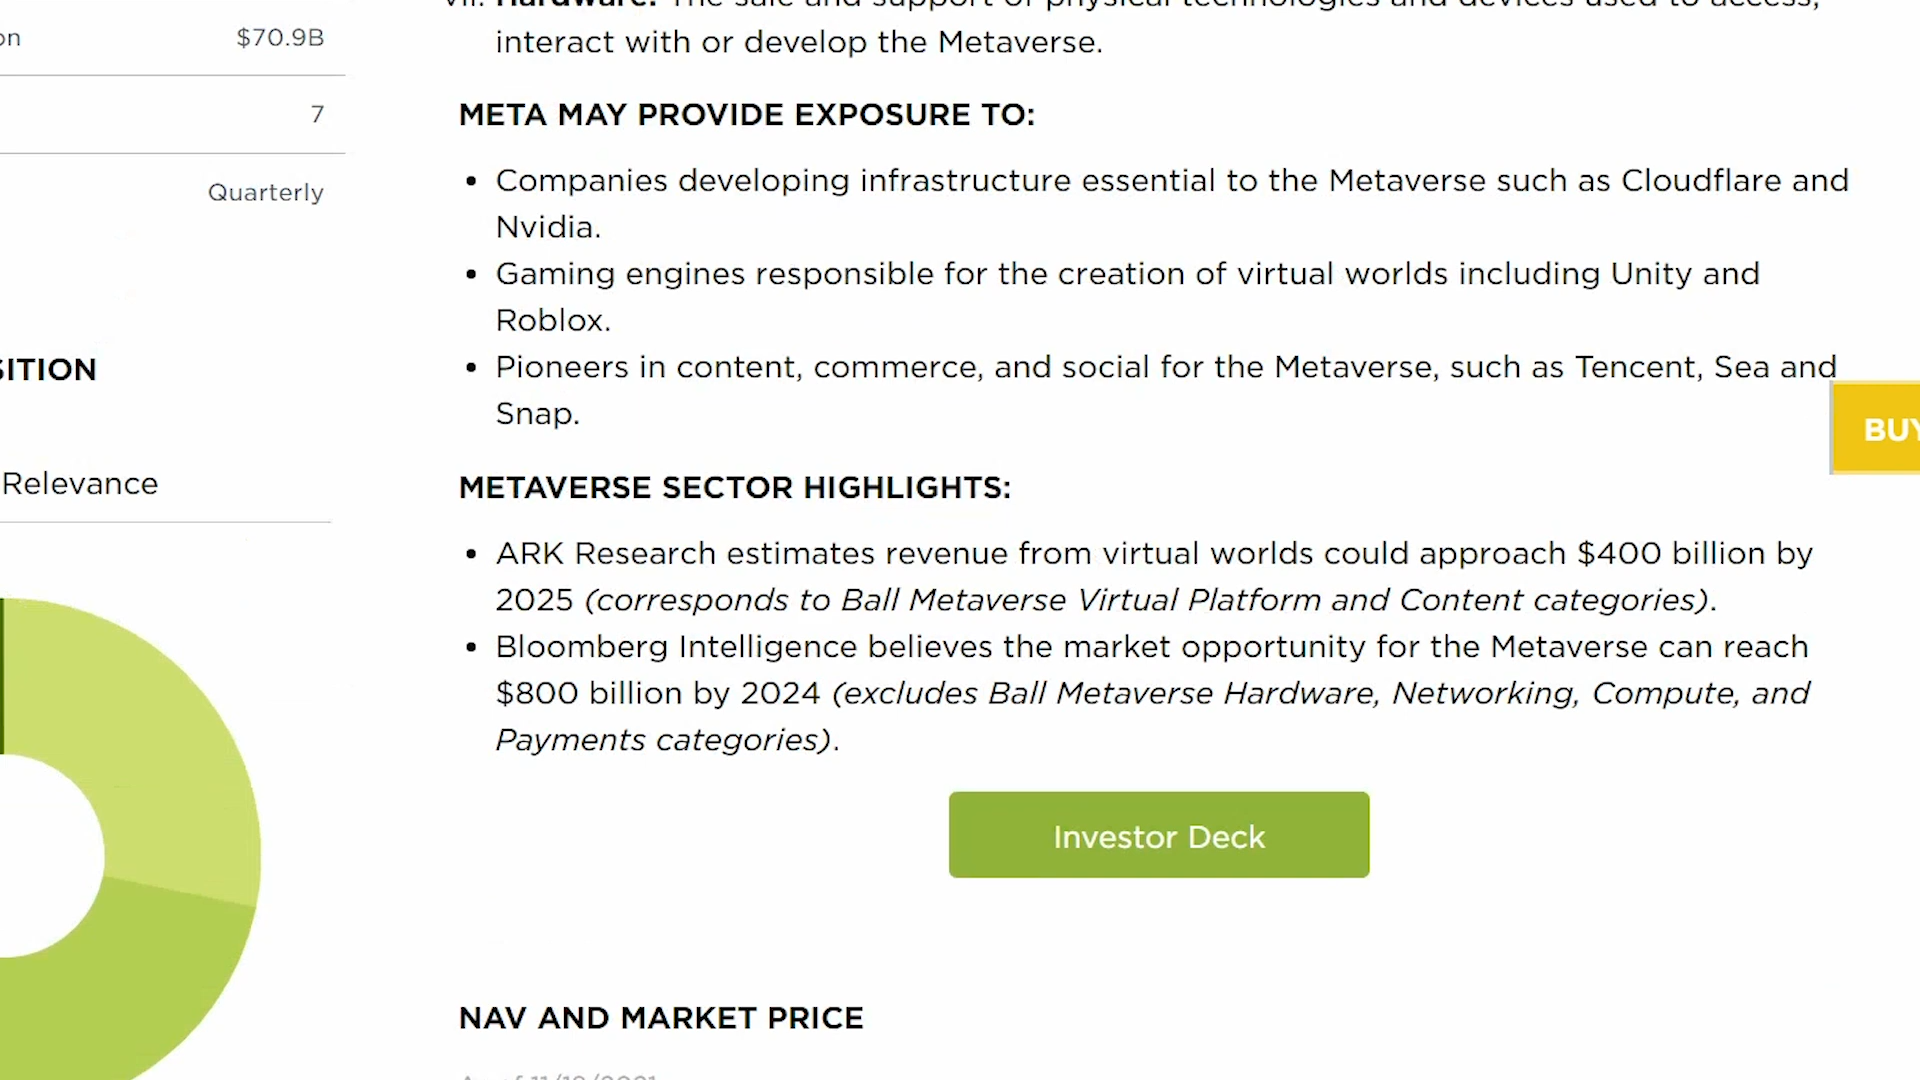 on
$70.9B
7
Quarterly
SITION
Relevance
vii. Hardware: The sale and support of physical technologies and devices used to access,
interact with or develop the Metaverse.
META MAY PROVIDE EXPOSURE TO:
• Companies developing infrastructure essential to the Metaverse such as Cloudflare and
Nvidia.
• Gaming engines responsible for the creation of virtual worlds including Unity and
Roblox.
• Pioneers in content, commerce, and social for the Metaverse, such as Tencent, Sea and
Snap.
BUY
METAVERSE SECTOR HIGHLIGHTS:
• ARK Research estimates revenue from virtual worlds could approach $400 billion by
2025 (corresponds to Ball Metaverse Virtual Platform and Content categories).
• Bloomberg Intelligence believes the market opportunity for the Metaverse can reach
$800 billion by 2024 (excludes Ball Metaverse Hardware, Networking, Compute, and
Payments categories).
Investor Deck
NAV AND MARKET PRICE